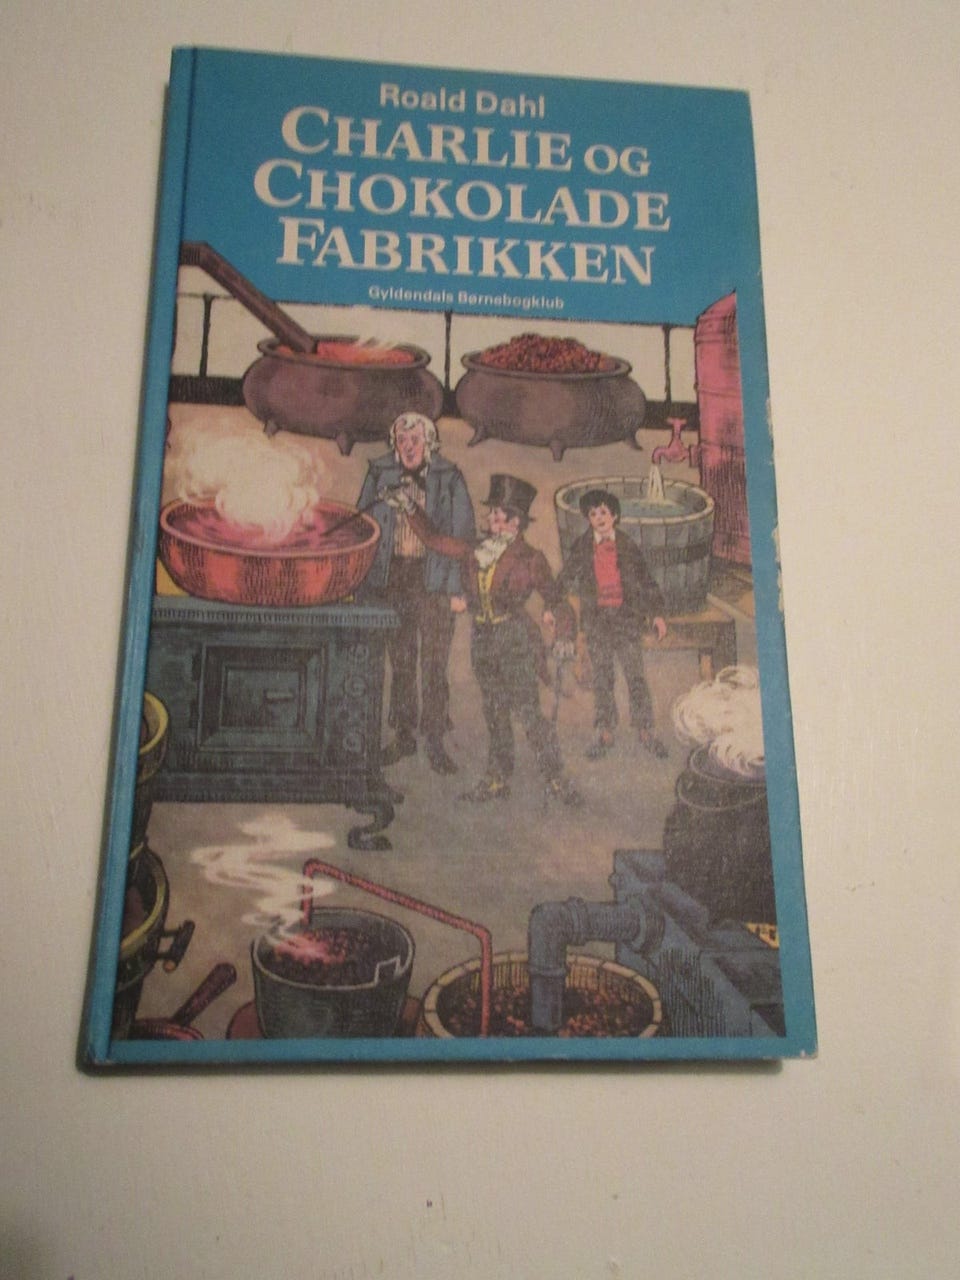 Roald Dahl
CHARLIE OG
CHOKOLADE
FABRIKKEN
Gyldendals Børnebogklub